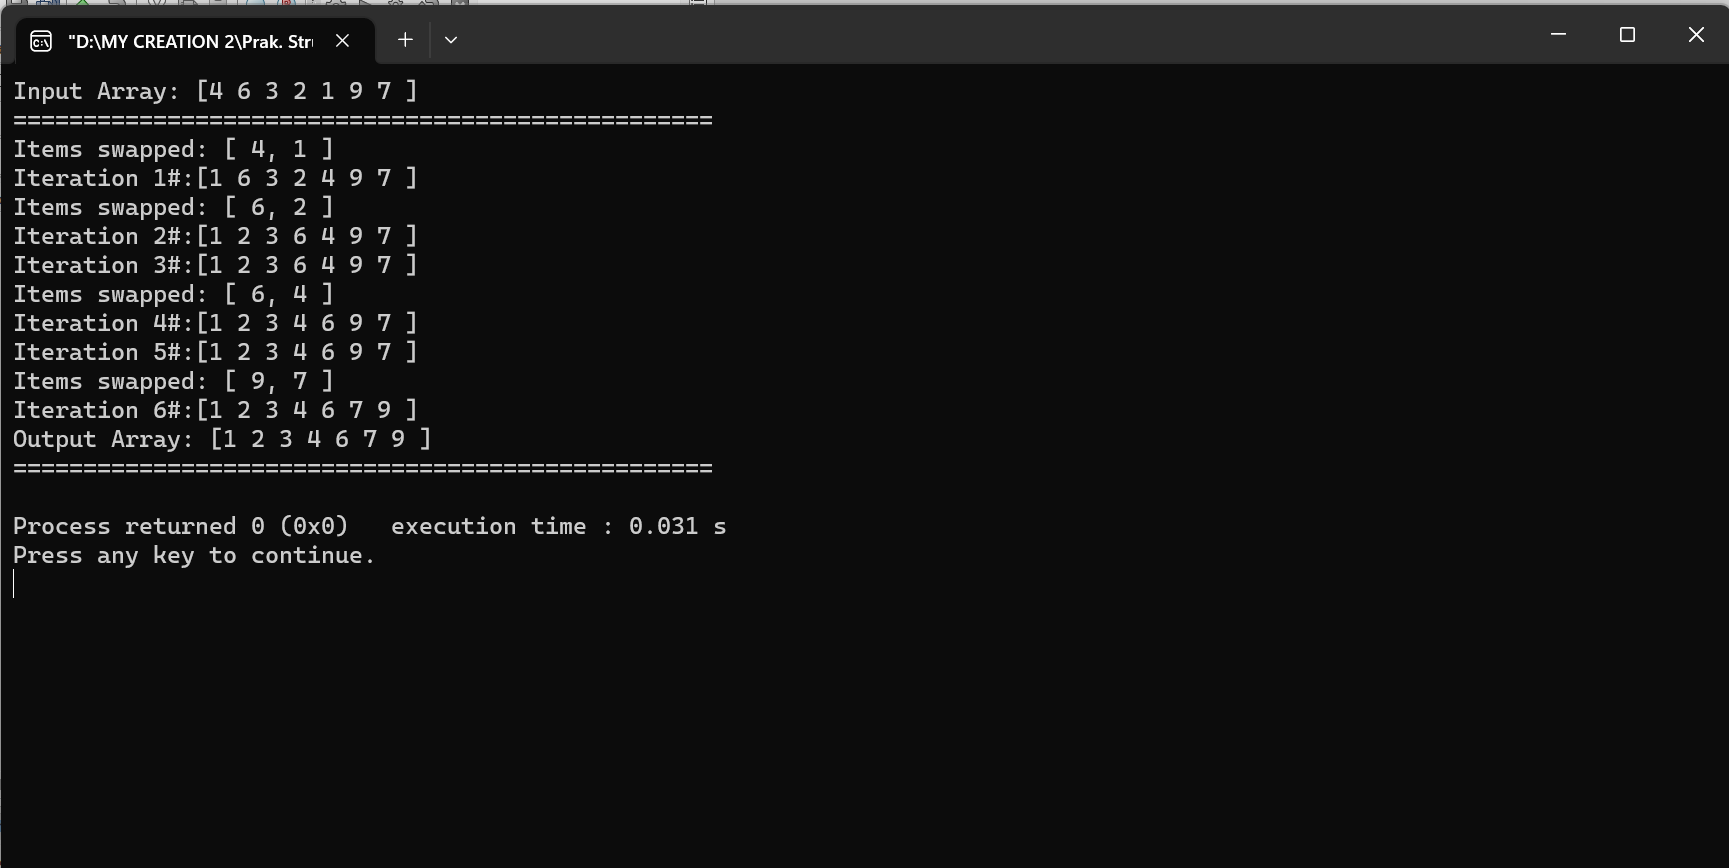 "D:\MY CREATION 2\Prak. Str
Input Array: [4 6 3 2 1 9 7 ]
==================================================
Items swapped: [ 4, 1 ]
Iteration 1#:[1 6 3 2 4 9 7 ]
Items swapped: [ 6, 2 ]
Iteration 2#:[1 2 3 6 4 9 7 ]
Iteration 3#:[1 2 3 6 4 9 7 ]
Items swapped: [ 6, 4 ]
Iteration 4#:[1 2 3 4 6 9 7 ]
Iteration 5#:[1 2 3 4 6 9 7 ]
Items swapped: [ 9, 7 ]
Iteration 6#:[1 2 3 4 6 7 9 ]
Output Array: [1 2 3 4 6 7 9 ]
==================================================
Process returned 0 (0x0)   execution time : 0.031 s
Press any key to continue.